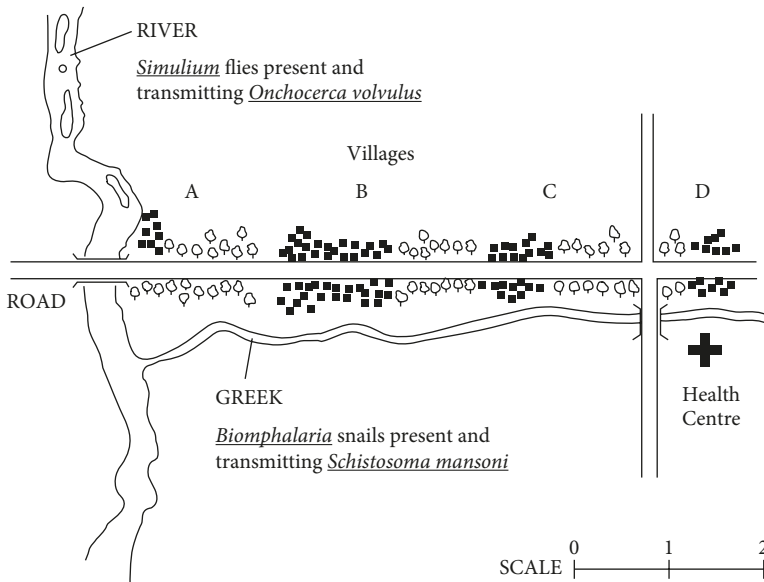 RIVER
Simulium flies present and
transmitting Onchocerca volvulus
Villages
A B C D
ROAD
GREEK
Biomphalaria snails present and
transmitting Schistosoma mansoni
Health
Centre
0 1 2
SCALE